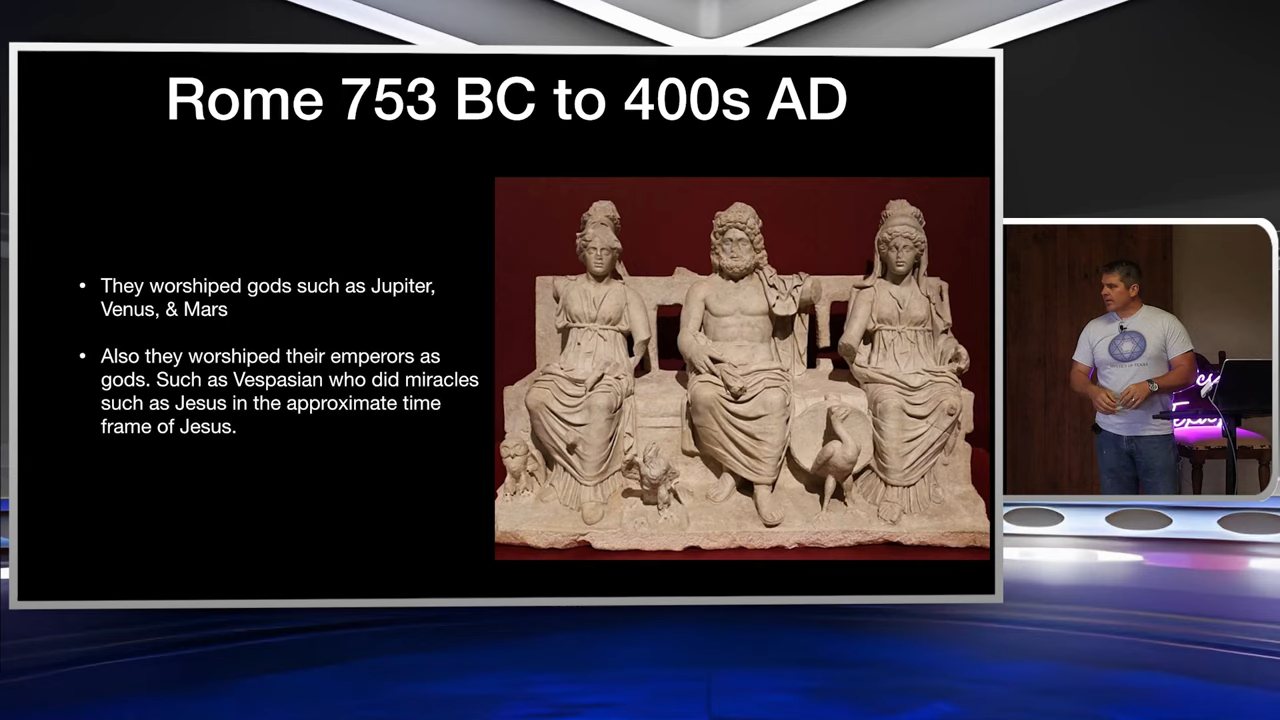 Rome 753 BC to 400s AD
• They worshiped gods such as Jupiter,
Venus, & Mars
• Also they worshiped their emperors as
gods. Such as Vespasian who did miracles
such as Jesus in the approximate time
frame of Jesus.